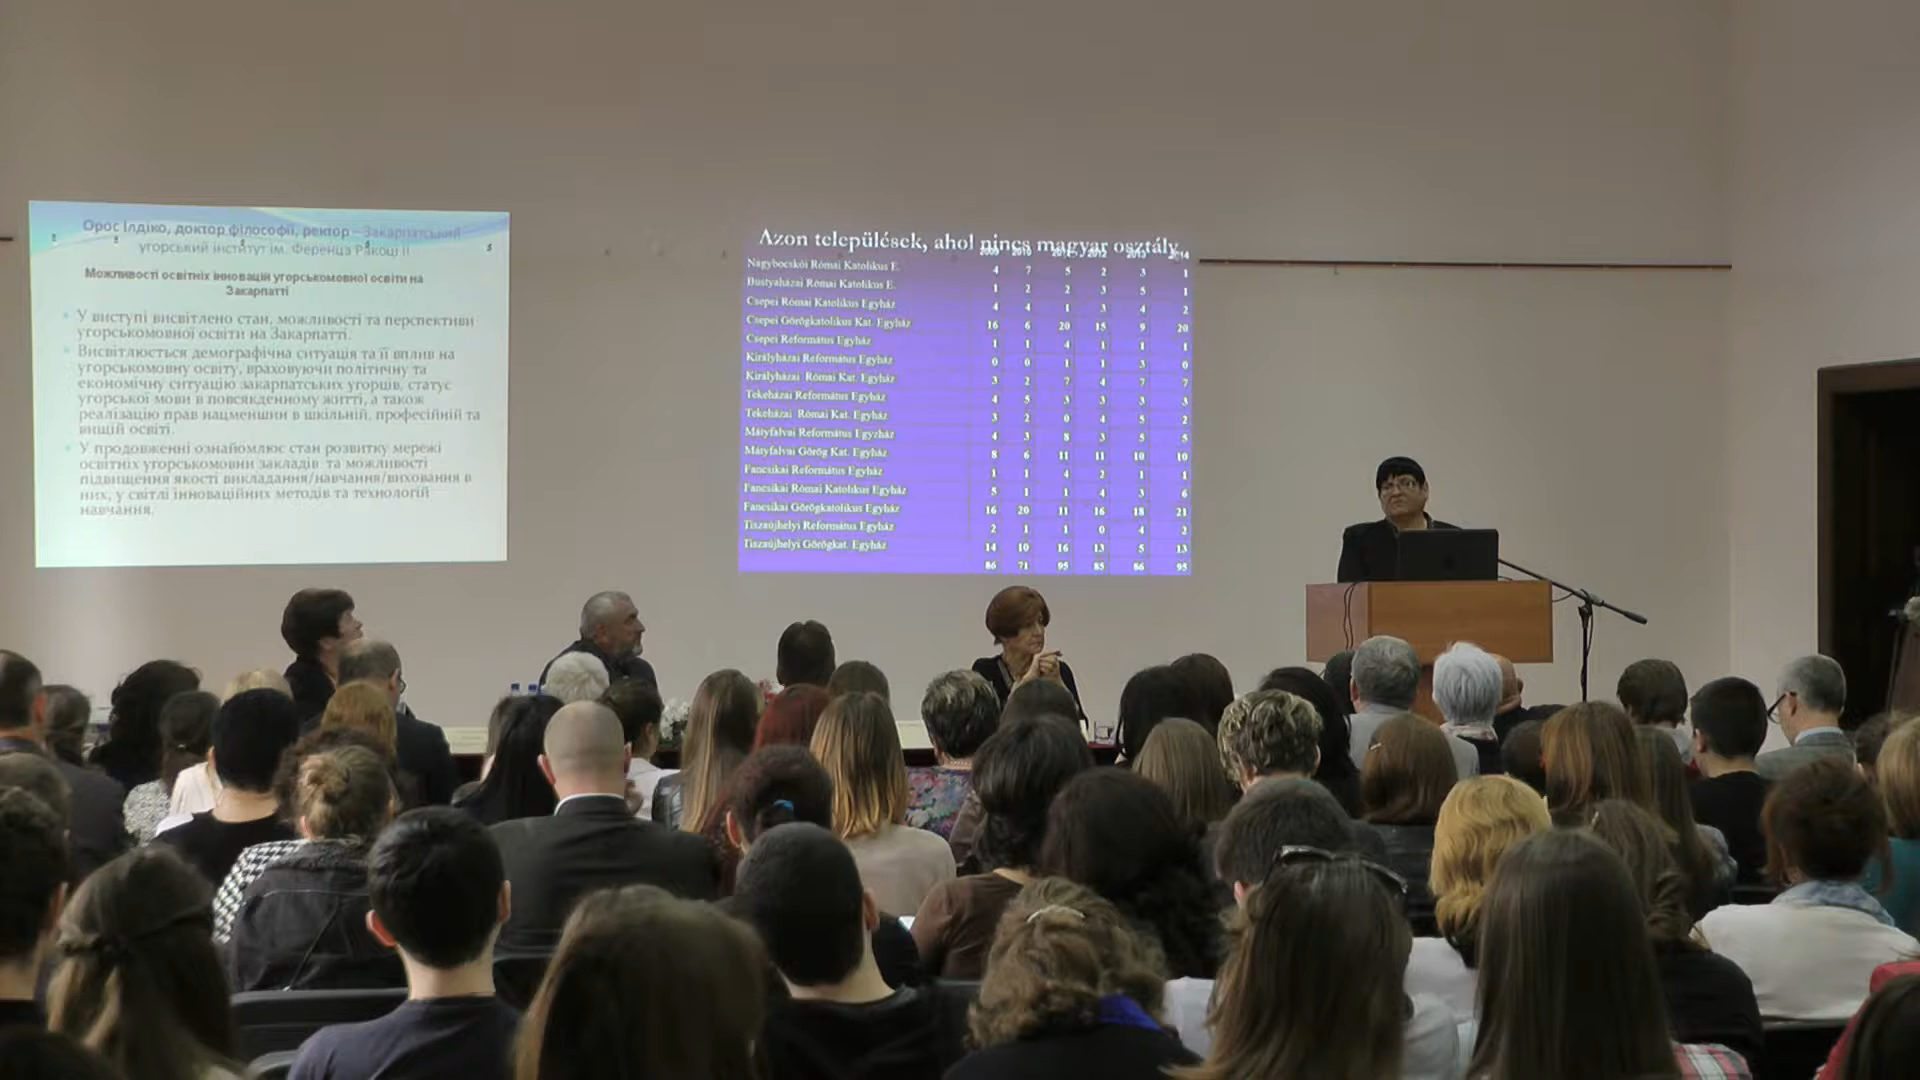 Орос Ілдіко, доктор філософії, ректор – Закарпатський
угорський інститут ім. Ференца Ракоці ІІ
Можливості освітніх інновацій угорськомовної освіти на
Закарпатті
У виступі висвітлено стан, можливості та перспективи
угорськомовної освіти на Закарпатті.
Висвітлюється демографічна ситуація та її вплив на
угорськомовну освіту, враховуючи політичну та
економічну ситуацію закарпатських угорців, статус
угорської мови в повсякденному житті, а також
реалізацію прав нацменшин в шкільній, професійній та
вищій освіті.
У продовженні ознайомлює стан розвитку мережі
освітніх угорськомовни закладів та можливості
підвищення якості викладання/навчання/виховання в
них, у світлі інноваційних методів та технологій
навчання.
Azon települések, ahol nincs magyar osztály
2009 2010 2011 2012 2013 2014
Nagybocskói Római Katolikus E. 4 7 5 2 3 1
Bustyaházai Római Katolikus E. 1 2 2 3 5 1
Csepei Római Katolikus Egyház 4 4 1 3 4 2
Csepei Görögkatolikus Kat. Egyház 16 6 20 15 9 20
Csepei Református Egyház 1 1 4 1 1 1
Királyházai Református Egyház 0 0 1 1 3 0
Királyházai Római Kat. Egyház 3 2 7 4 7 7
Tekeházai Református Egyház 4 5 3 3 3 3
Tekeházai Római Kat. Egyház 3 2 0 4 5 2
Mátyfalvai Református Egyzház 4 3 8 3 5 5
Mátyfalvai Görög Kat. Egyház 8 6 11 11 10 10
Fancsikai Református Egyház 1 1 4 2 1 1
Fancsikai Római Katolikus Egyház 5 1 1 4 3 6
Fancsikai Görögkatolikus Egyház 16 20 11 16 18 21
Tiszaújhelyi Református Egyház 2 1 1 0 4 2
Tiszaújhelyi Görögkat. Egyház 14 10 16 13 5 13
86 71 95 85 86 95